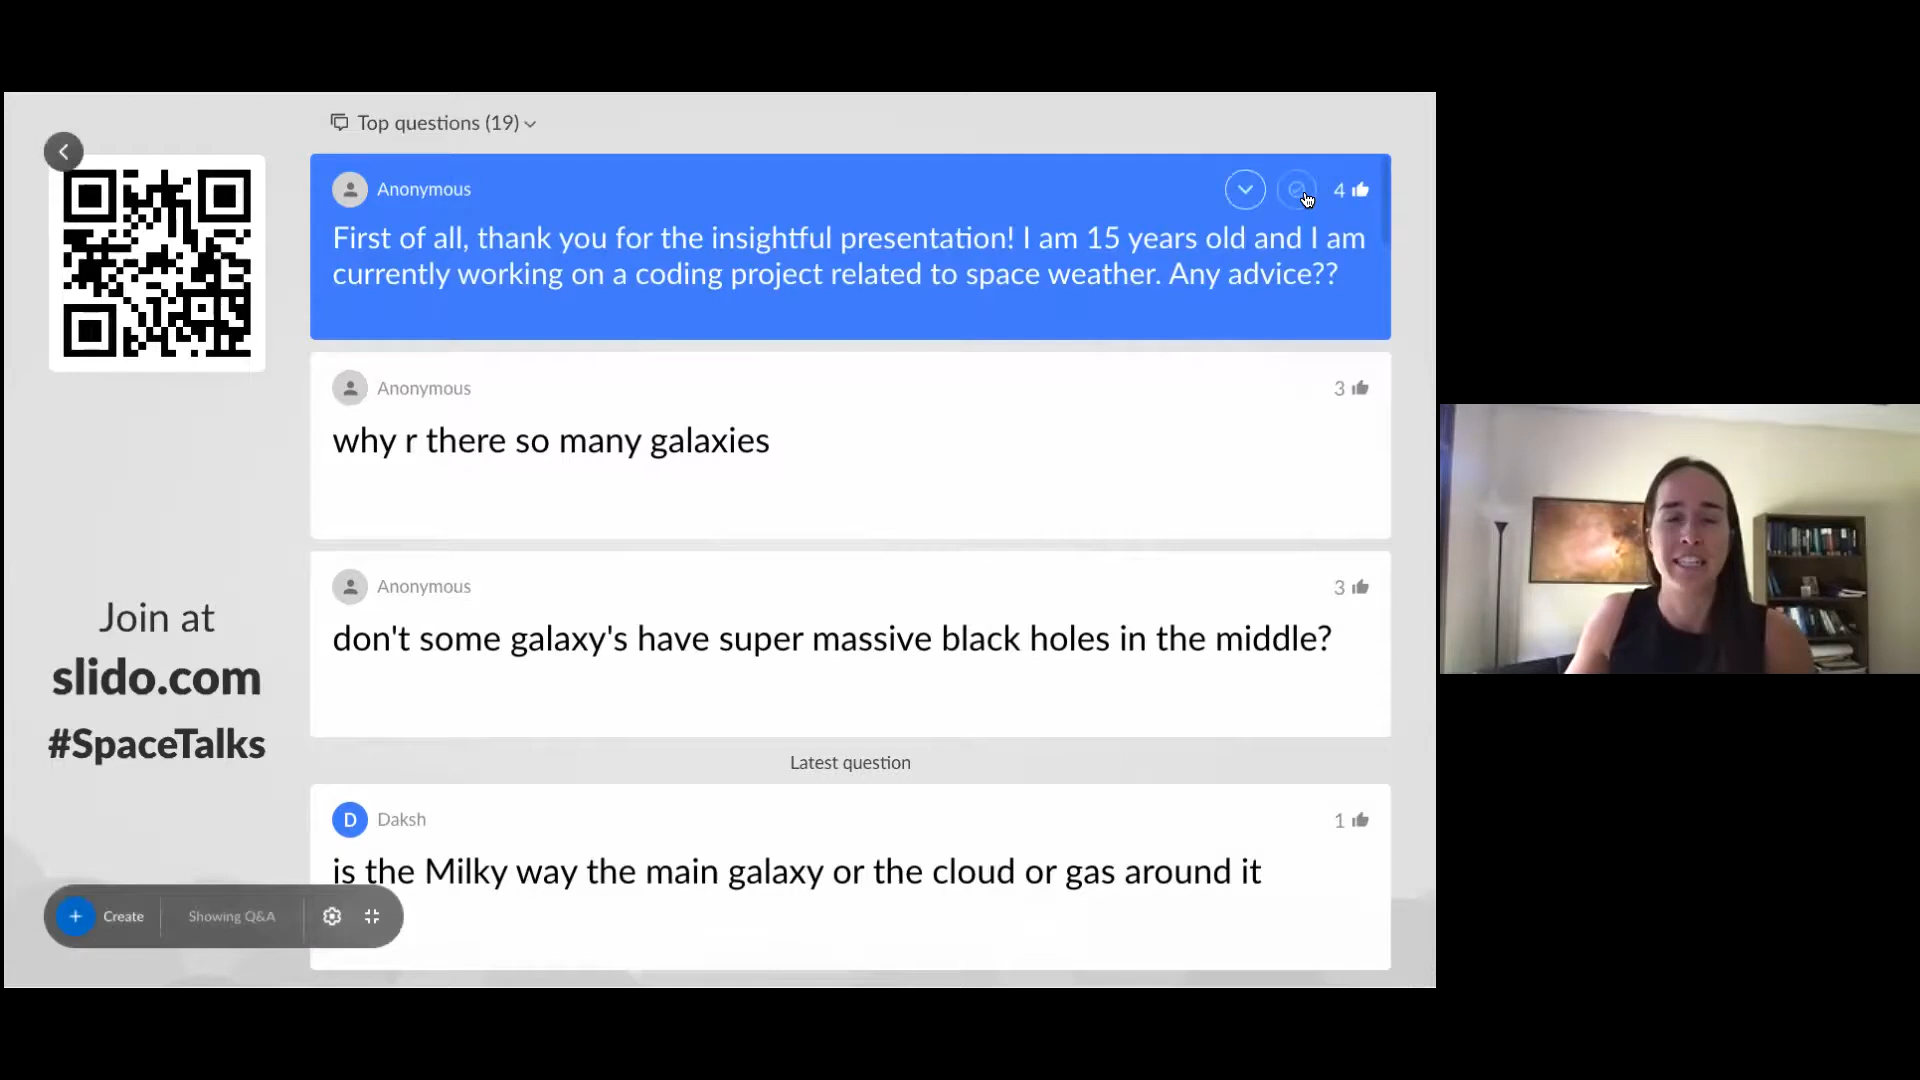 Top questions (19)
Anonymous
4
First of all, thank you for the insightful presentation! I am 15 years old and I am
currently working on a coding project related to space weather. Any advice??
Anonymous
3
why r there so many galaxies
Anonymous
3
don't some galaxy's have super massive black holes in the middle?
Join at
slido.com
#SpaceTalks
Latest question
D
Daksh
1
is the Milky way the main galaxy or the cloud or gas around it
Create
Showing Q&A